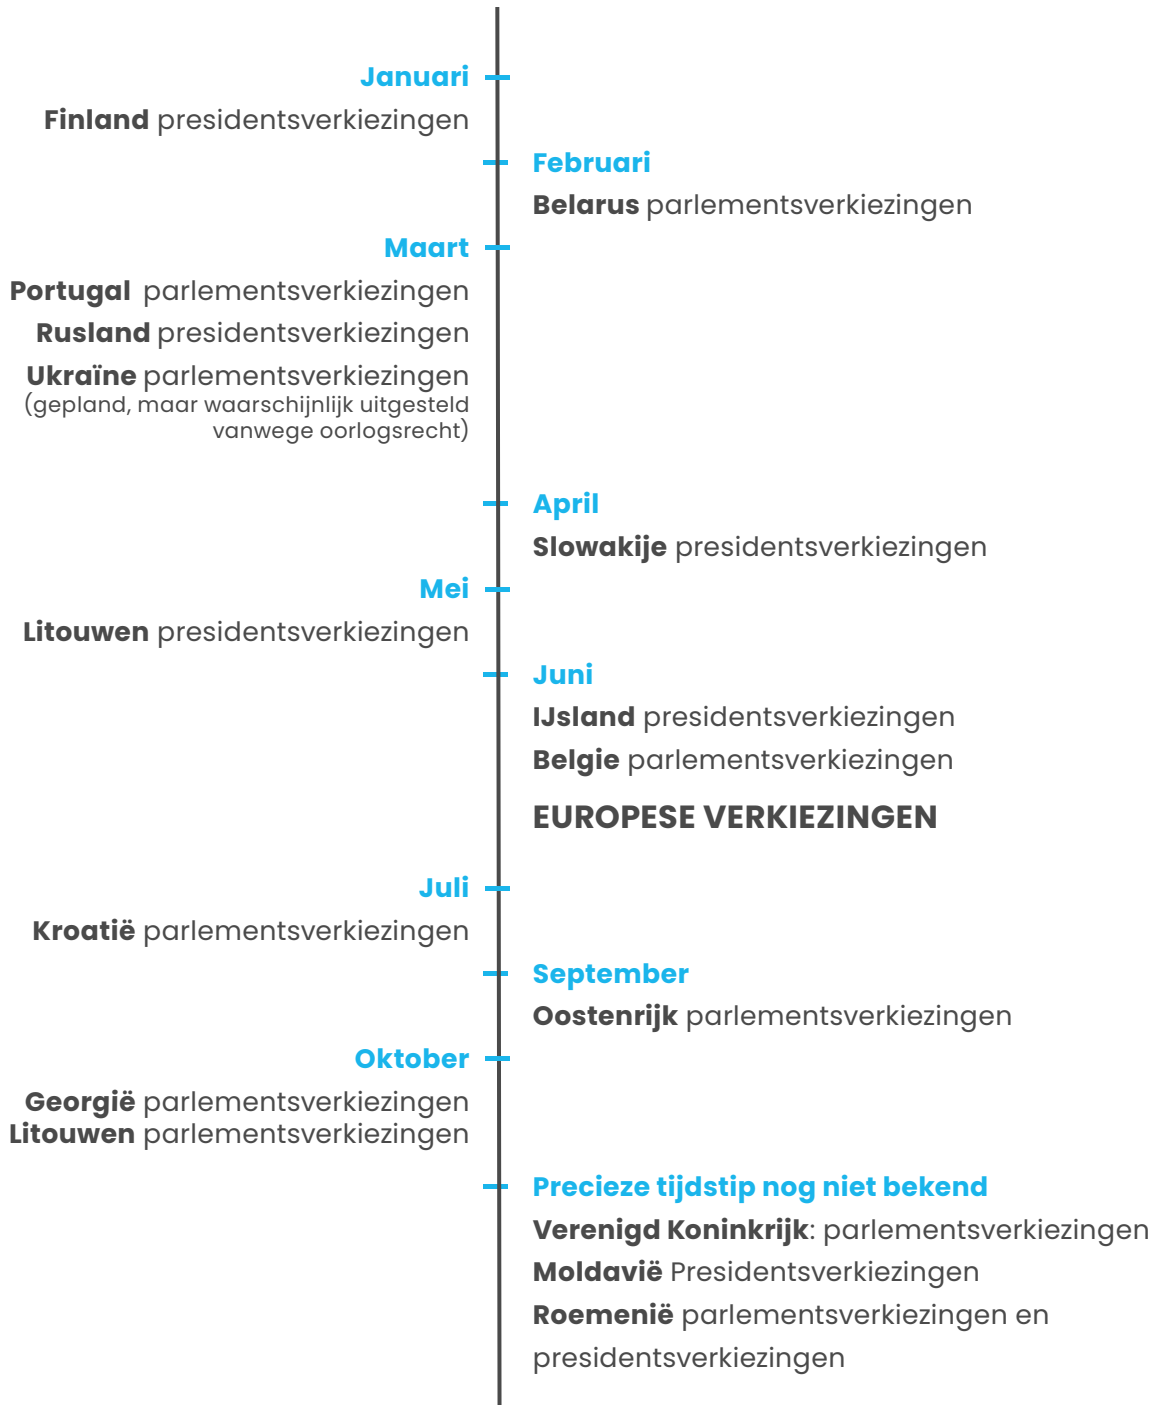 Januari
Finland presidentsverkiezingen
Februari
Belarus parlementsverkiezingen
Maart
Portugal parlementsverkiezingen
Rusland presidentsverkiezingen
Ukraïne parlementsverkiezingen
(gepland, maar waarschijnlijk uitgesteld
vanwege oorlogsrecht)
April
Slowakije presidentsverkiezingen
Mei
Litouwen presidentsverkiezingen
Juni
IJsland presidentsverkiezingen
Belgie parlementsverkiezingen
EUROPESE VERKIEZINGEN
Juli
Kroatië parlementsverkiezingen
September
Oostenrijk parlementsverkiezingen
Oktober
Georgië parlementsverkiezingen
Litouwen parlementsverkiezingen
Precieze tijdstip nog niet bekend
Verenigd Koninkrijk: parlementsverkiezingen
Moldavië Presidentsverkiezingen
Roemenië parlementsverkiezingen en
presidentsverkiezingen